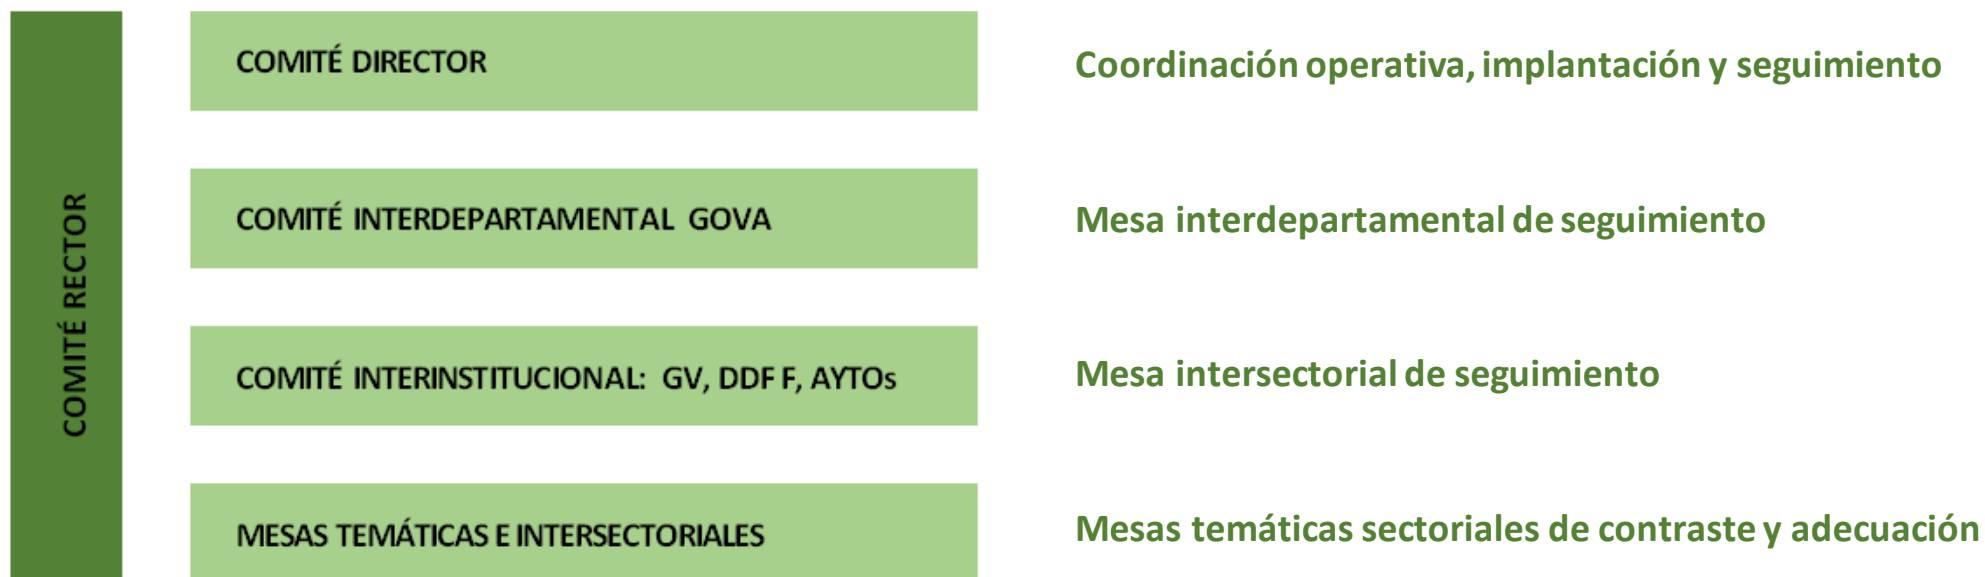 COMITÉ RECTOR
COMITÉ DIRECTOR
Coordinación operativa, implantación y seguimiento
COMITÉ INTERDEPARTAMENTAL GOVA
Mesa interdepartamental de seguimiento
COMITÉ INTERINSTITUCIONAL: GV, DDF F, AYTOs
Mesa intersectorial de seguimiento
MESAS TEMÁTICAS E INTERSECTORIALES
Mesas temáticas sectoriales de contraste y adecuación